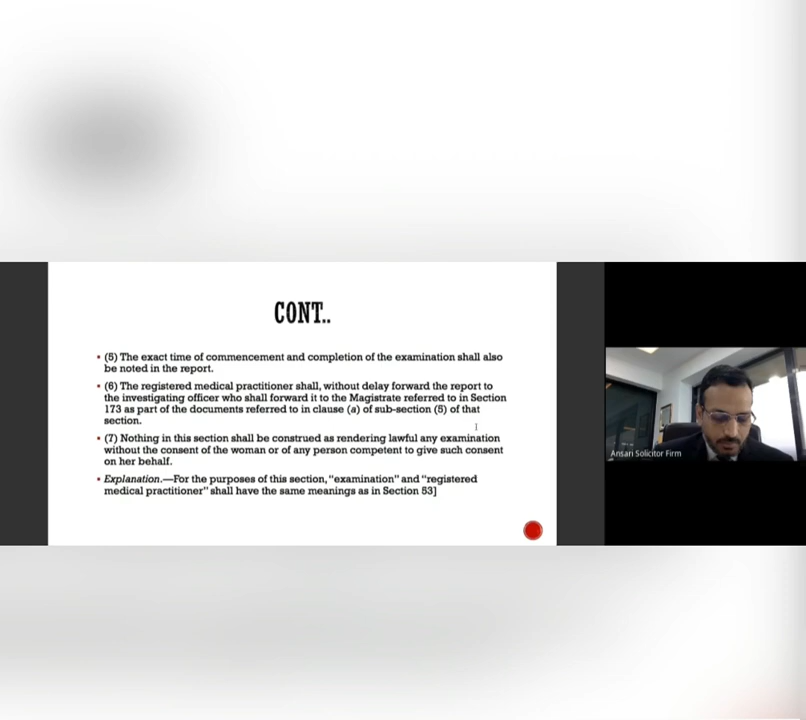 CONT..
• (5) The exact time of commencement and completion of the examination shall also
be noted in the report.
• (6) The registered medical practitioner shall, without delay forward the report to
the investigating officer who shall forward it to the Magistrate referred to in Section
173 as part of the documents referred to in clause (a) of sub-section (5) of that
section.
• (7) Nothing in this section shall be construed as rendering lawful any examination
without the consent of the woman or of any person competent to give such consent
on her behalf.
• Explanation.—For the purposes of this section, "examination" and "registered
medical practitioner" shall have the same meanings as in Section 53]
Ansari Solicitor Firm